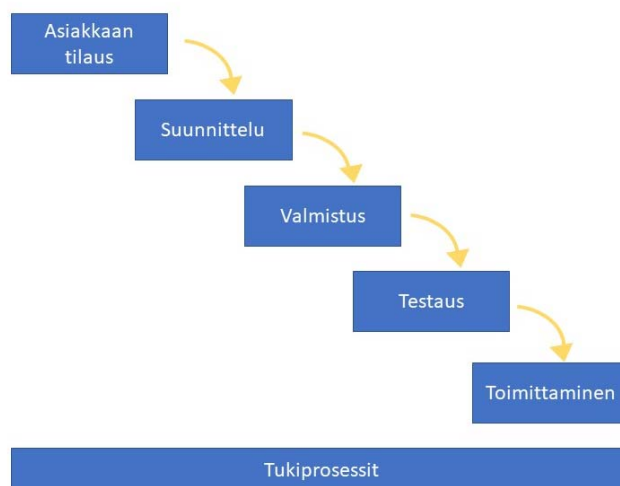 Asiakkaan
tilaus
Suunnittelu
Valmistus
Testaus
Toimittaminen
Tukiprosessit